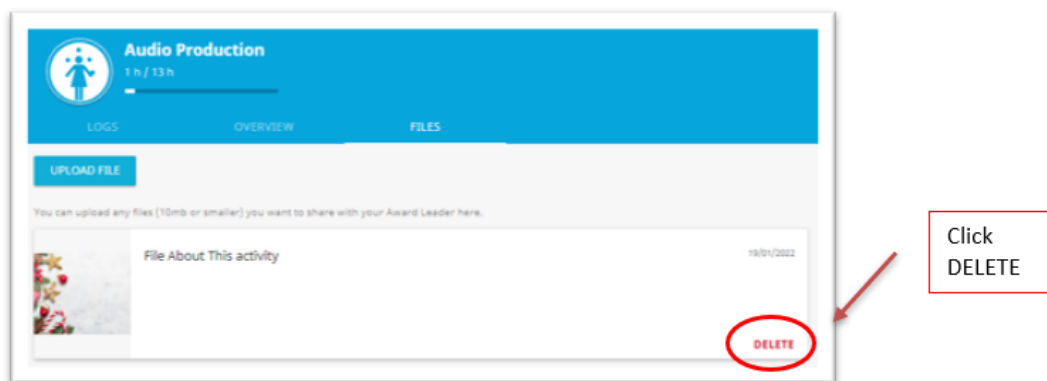 Audio Production
1 h / 13 h
LOGS OVERVIEW FILES
UPLOAD FILE
You can upload any files (10mb or smaller) you want to share with your Award Leader here.
File About This activity 19/01/2022
DELETE
Click
DELETE